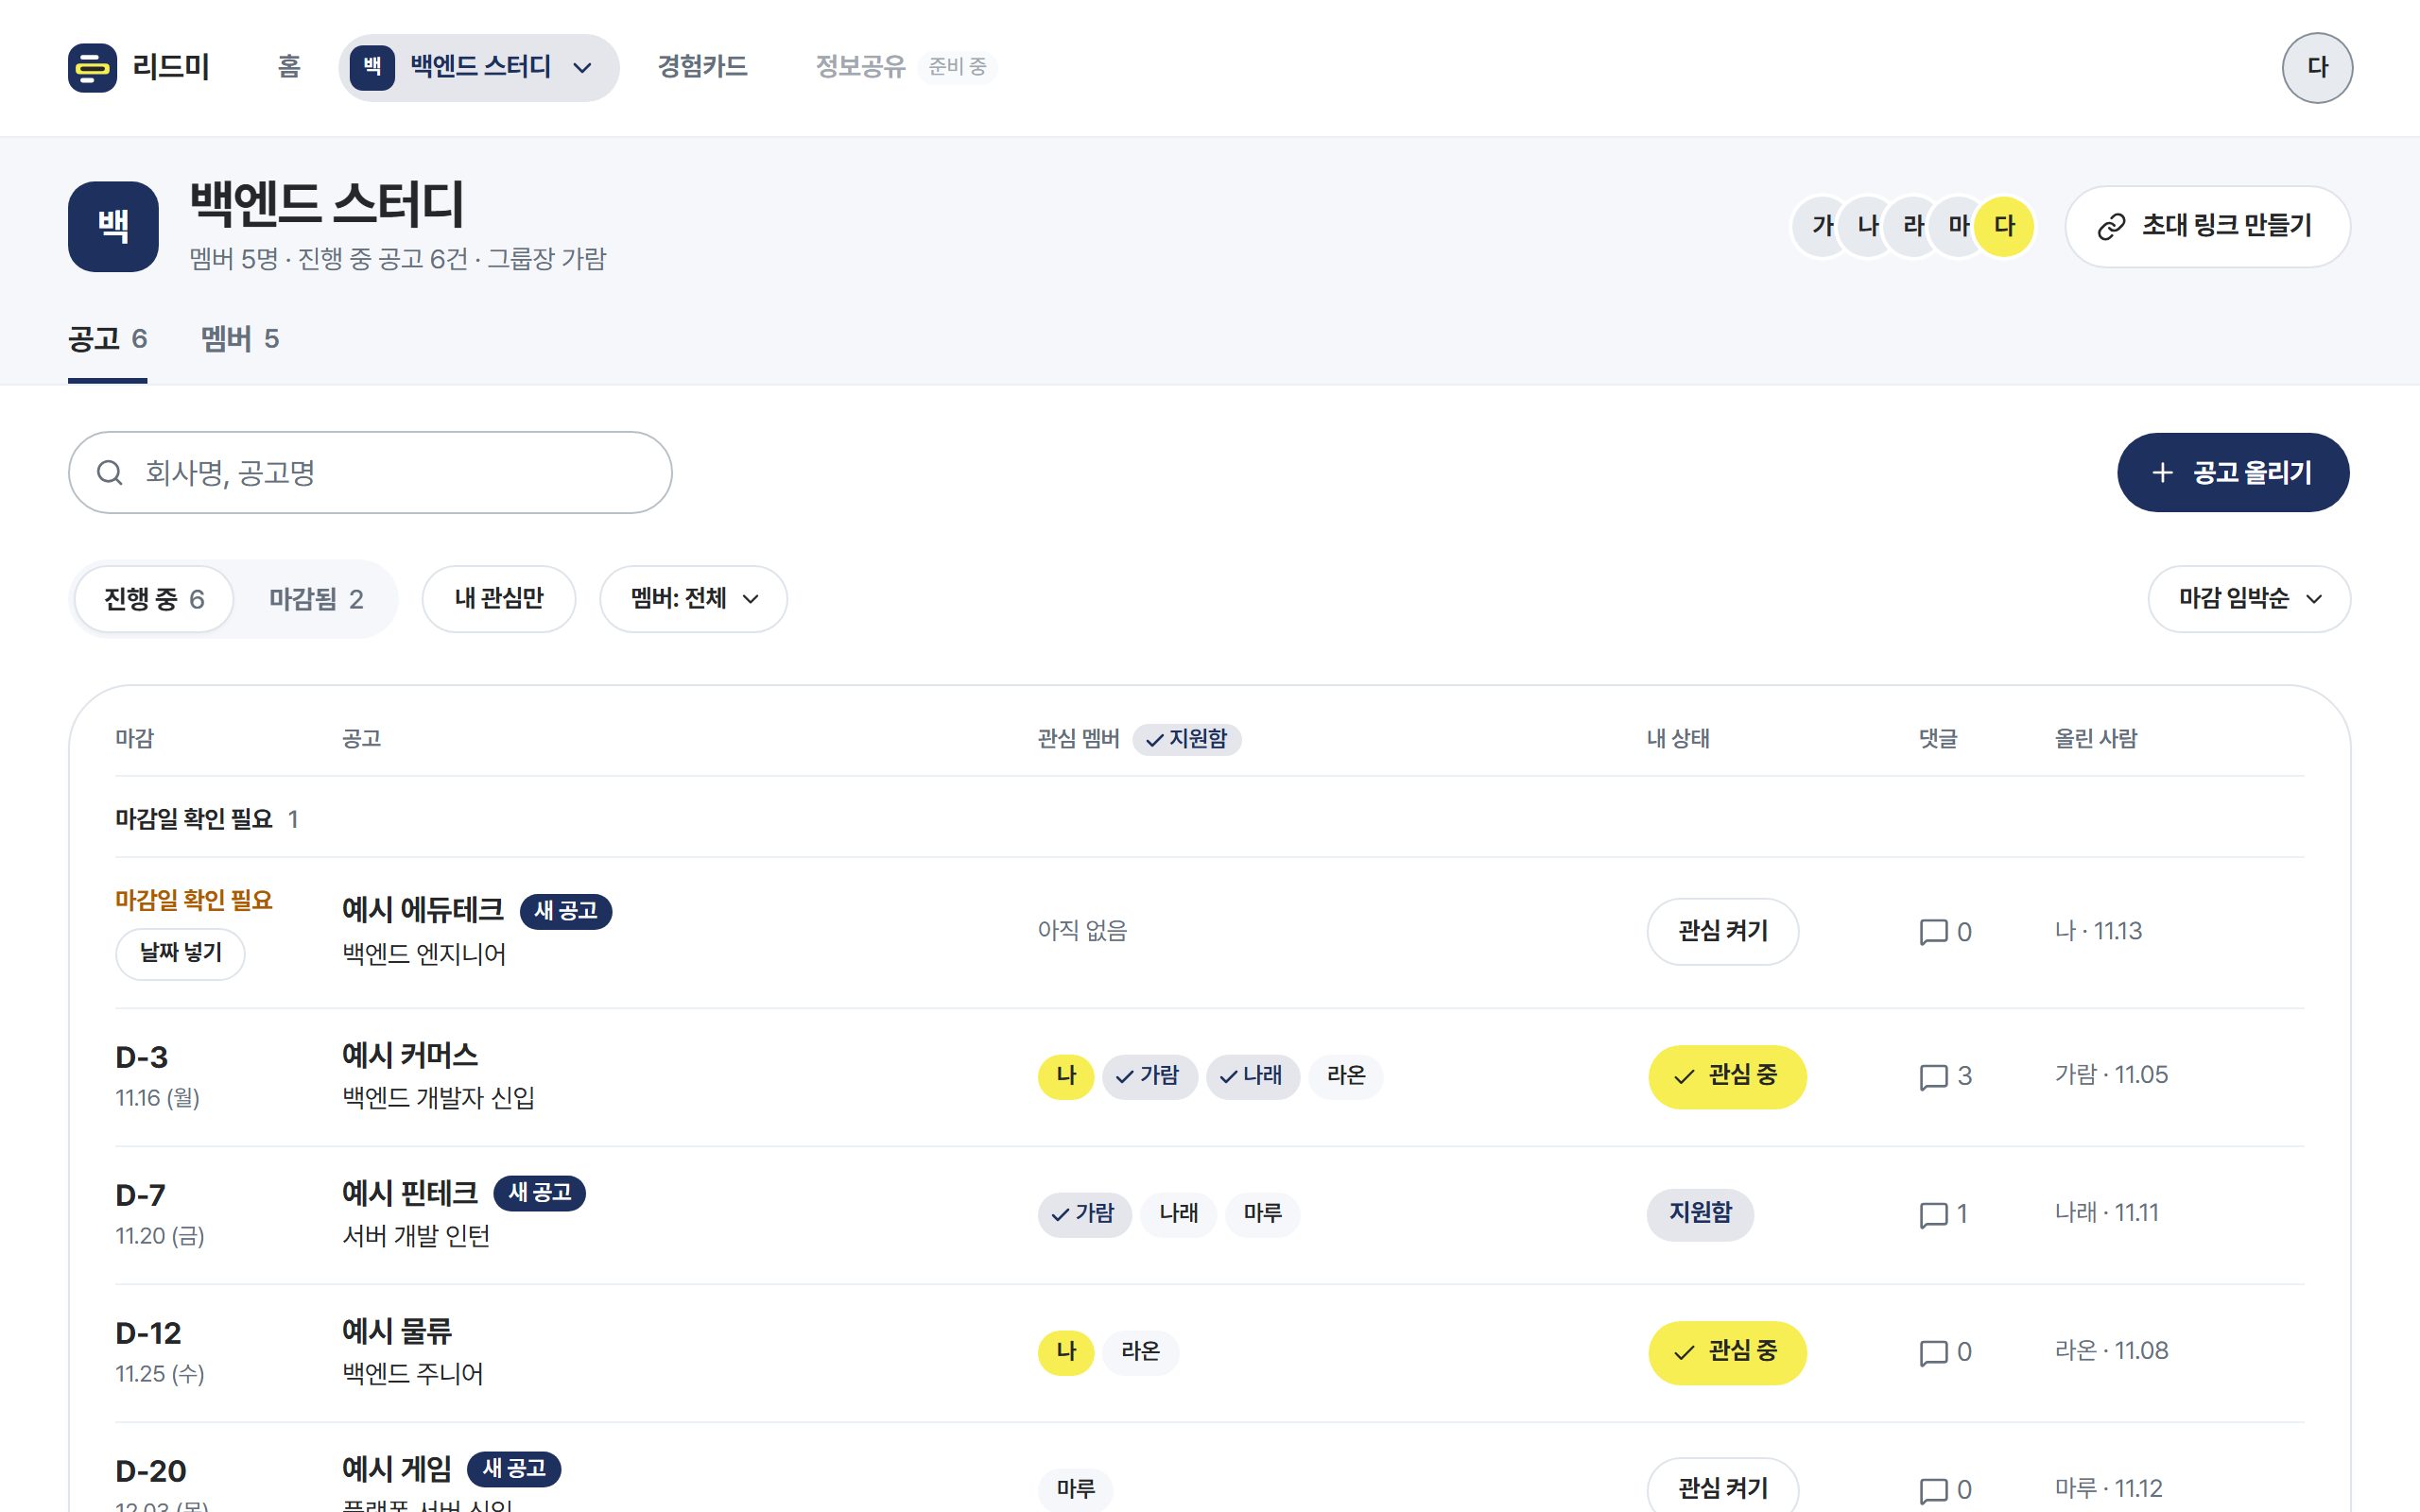 리드미 홈 백 백엔드 스터디 경험카드 정보공유 준비 중 다
백 백엔드 스터디
멤버 5명 · 진행 중 공고 6건 · 그룹장 가람
가 나 라 마 다 초대 링크 만들기
공고 6 멤버 5
회사명, 공고명 + 공고 올리기
진행 중 6 마감됨 2 내 관심만 멤버: 전체 마감 임박순
마감 공고 관심 멤버 ✓ 지원함 내 상태 댓글 올린 사람
마감일 확인 필요 1
마감일 확인 필요 예시 에듀테크 새 공고
날짜 넣기 백엔드 엔지니어 아직 없음 관심 켜기 0 나 · 11.13
D-3 예시 커머스
11.16 (월) 백엔드 개발자 신입 나 ✓ 가람 ✓ 나래 라온 ✓ 관심 중 3 가람 · 11.05
D-7 예시 핀테크 새 공고
11.20 (금) 서버 개발 인턴 ✓ 가람 나래 마루 지원함 1 나래 · 11.11
D-12 예시 물류
11.25 (수) 백엔드 주니어 나 라온 ✓ 관심 중 0 라온 · 11.08
D-20 예시 게임 새 공고
12.03 (목) 플랫폼 서버 신입 마루 관심 켜기 0 마루 · 11.12